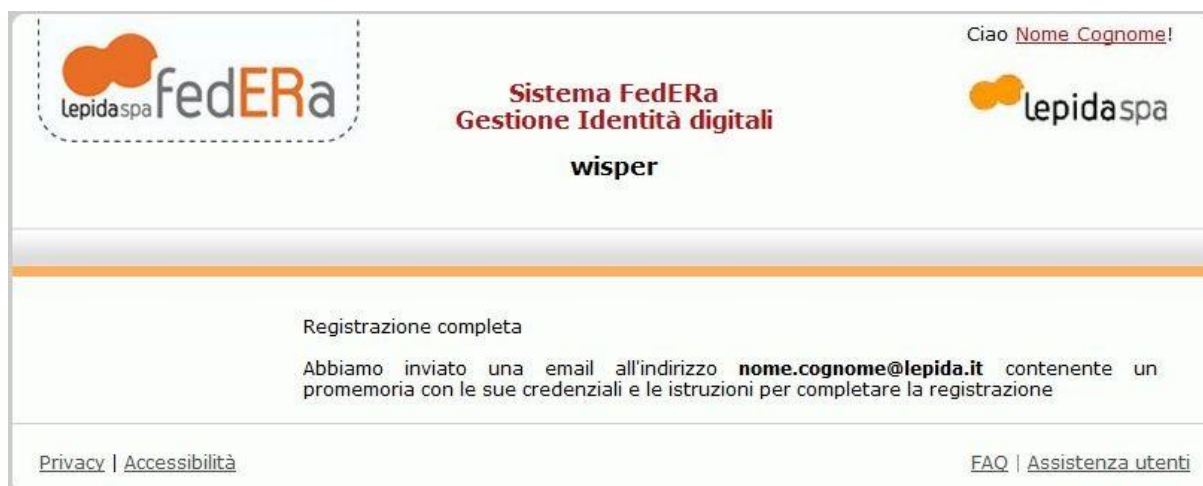 Ciao Nome Cognome!
lepidaspa fedERa
Sistema FedERa
Gestione Identità digitali
lepidaspa
wisper
Registrazione completa
Abbiamo inviato una email all'indirizzo nome.cognome@lepida.it contenente un
promemoria con le sue credenziali e le istruzioni per completare la registrazione
Privacy | Accessibilità
FAQ | Assistenza utenti